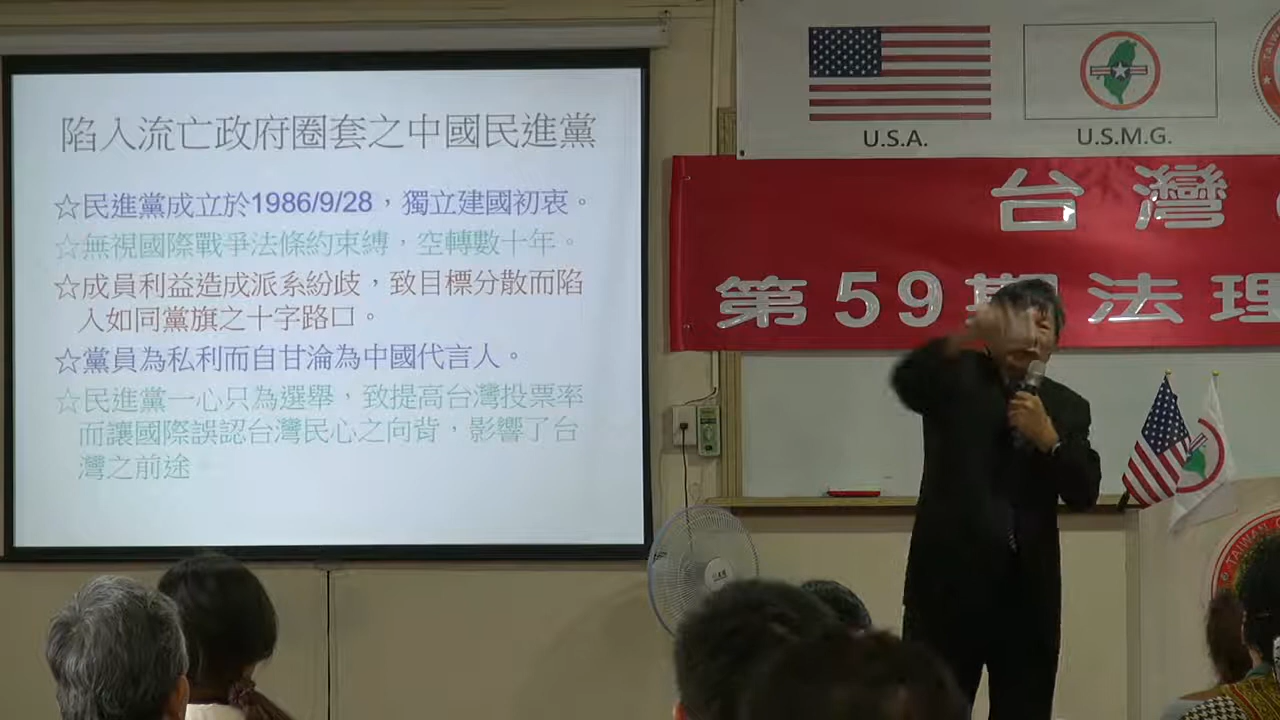 陷入流亡政府圈套之中國民進黨
☆民進黨成立於1986/9/28，獨立建國初衷。
☆無視國際戰爭法條約束縛，空轉數十年。
☆成員利益造成派系紛歧，致目標分散而陷
入如同黨旗之十字路口。
☆黨員為私利而自甘淪為中國代言人。
☆民進黨一心只為選舉，致提高台灣投票率
而讓國際誤認台灣民心之向背，影響了台
灣之前途
U.S.A.
U.S.M.G.
台灣
第59期法理
TAIWAN